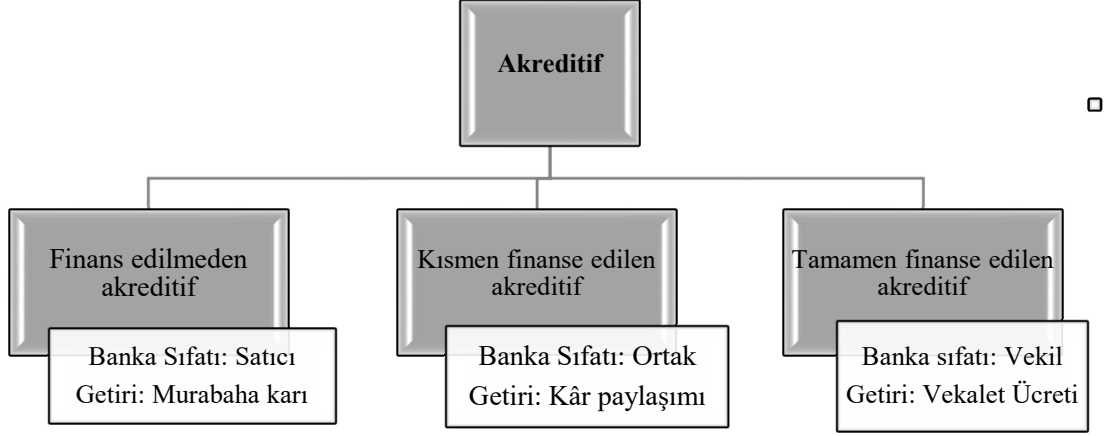 Akreditif
Finans edilmeden
akreditif
Banka Sıfatı: Satıcı
Getiri: Murabaha karı
Kısmen finanse edilen
akreditif
Banka Sıfatı: Ortak
Getiri: Kâr paylaşımı
Tamamen finanse edilen
akreditif
Banka sıfatı: Vekil
Getiri: Vekalet Ücreti